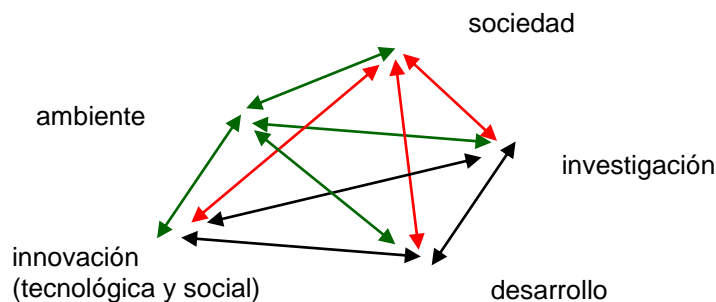 sociedad
ambiente
investigación
innovación
(tecnológica y social)
desarrollo